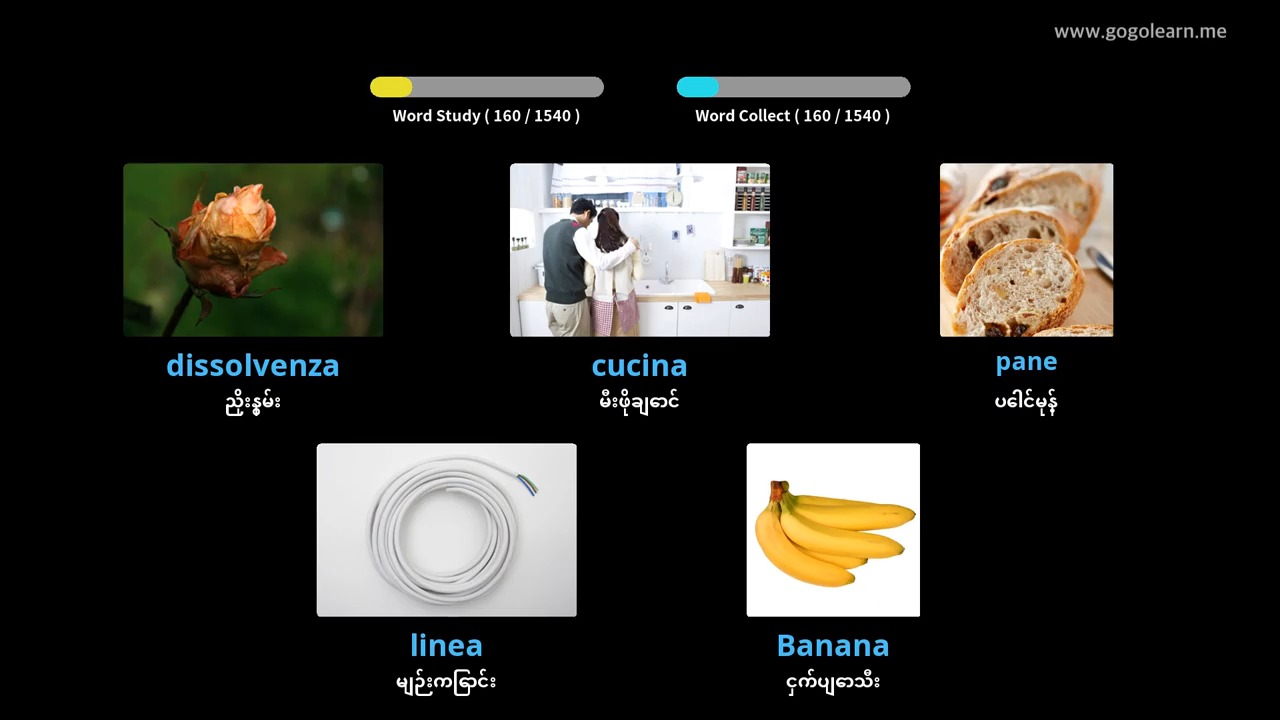 www.gogolearn.me
Word Study ( 160 / 1540 )
Word Collect ( 160 / 1540 )
dissolvenza
ညှိုးနွမ်း
cucina
မီးဖိုချောင်
pane
ပေါင်မုန့်
linea
မျဉ်းကြောင်း
Banana
ငှက်ပျောသီး